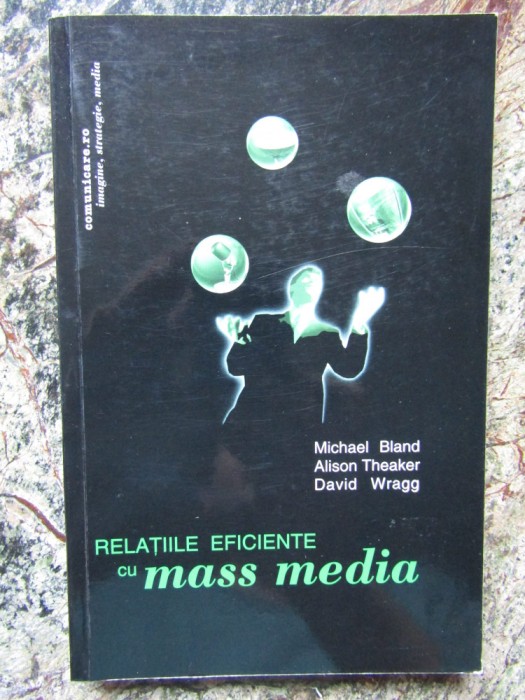 comunicare.ro
imagine, strategie, media
Michael Bland
Alison Theaker
David Wragg
RELAȚIILE EFICIENTE
cu mass media